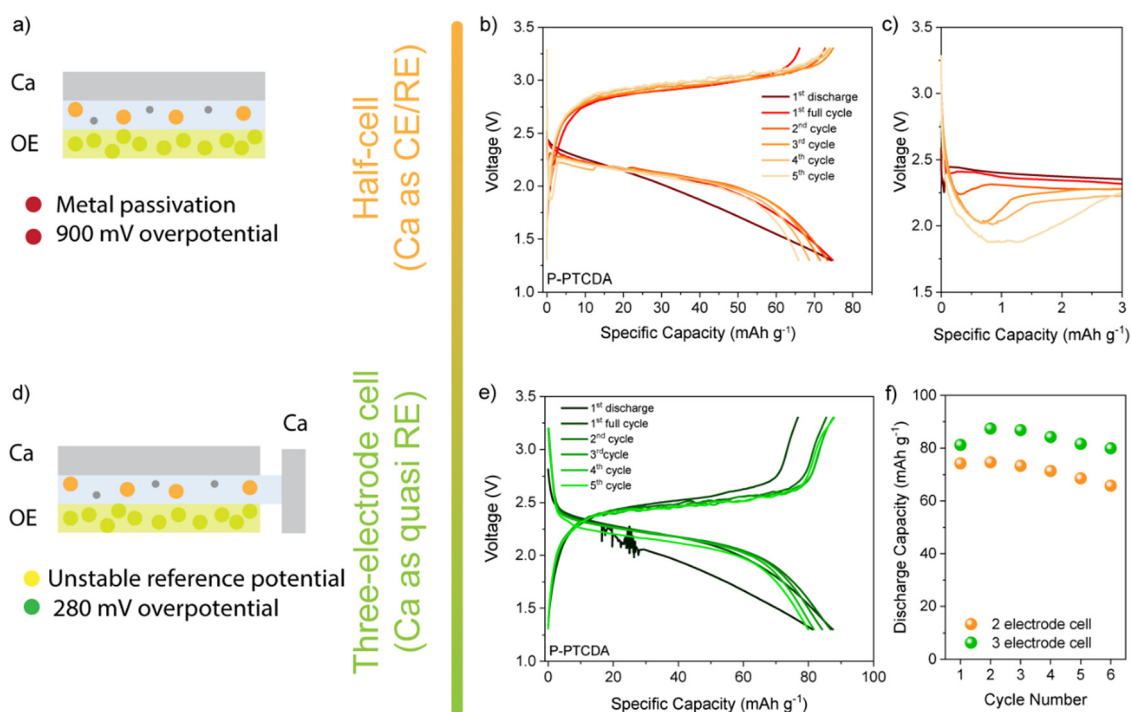 a)
Ca
OE
Metal passivation
900 mV overpotential
Half-cell
(Ca as CE/RE)
b)
3.5
3.0
2.5
2.0
1.5
1.0
Voltage (V)
1st discharge
1st full cycle
2nd cycle
3rd cycle
4th cycle
5th cycle
P-PTCDA
0 10 20 30 40 50 60 70 80
Specific Capacity (mAh g-1)
c)
3.5
3.0
2.5
2.0
1.5
1.0
Voltage (V)
0 1 2 3
Specific Capacity (mAh g-1)
d)
Ca
Ca
OE
Unstable reference potential
280 mV overpotential
Three-electrode cell
(Ca as quasi RE)
e)
3.5
3.0
2.5
2.0
1.5
1.0
Voltage (V)
1st discharge
1st full cycle
2nd cycle
3rdcycle
4th cycle
5th cycle
P-PTCDA
0 20 40 60 80 100
Specific Capacity (mAh g-1)
f)
100
80
60
40
20
0
Discharge Capacity (mAh g-1)
2 electrode cell
3 electrode cell
1 2 3 4 5 6
Cycle Number